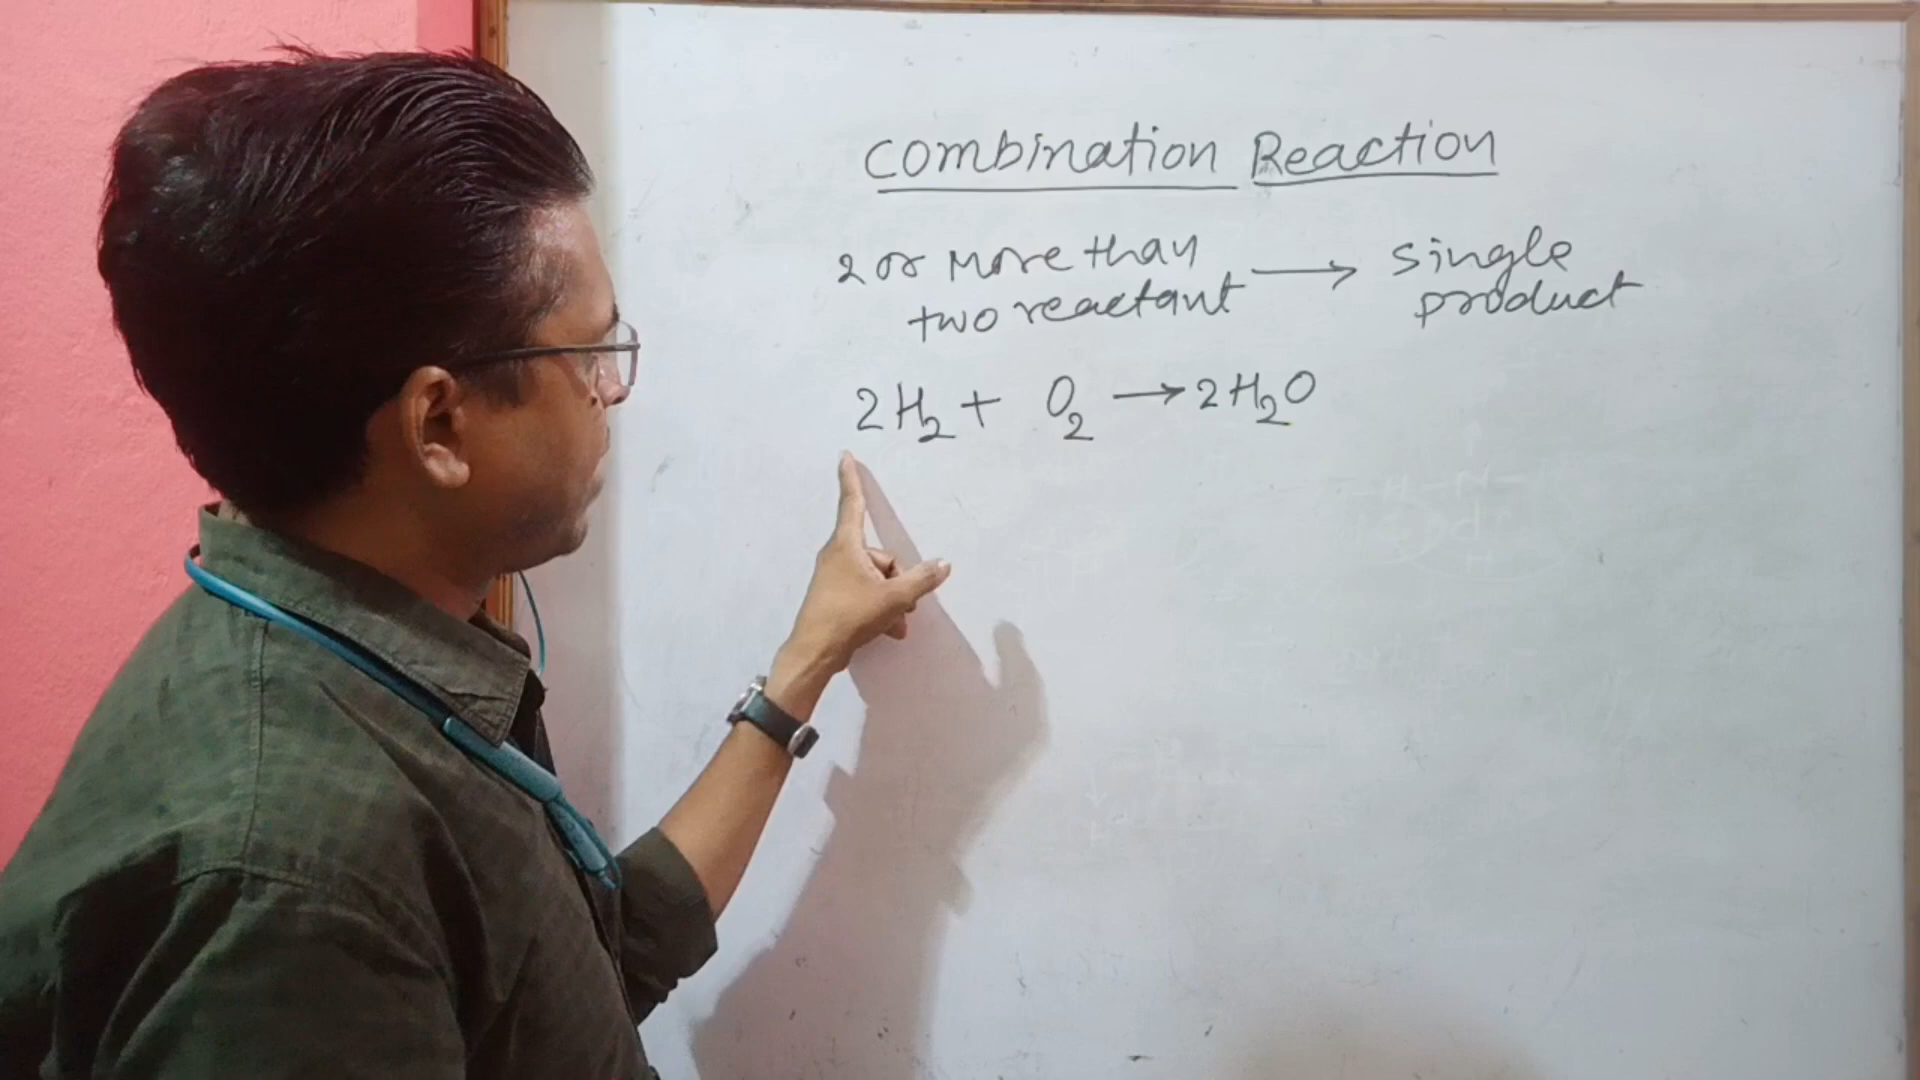 Combination Reaction
2 or More than two reactant → single product
2H₂ + O₂ → 2H₂O